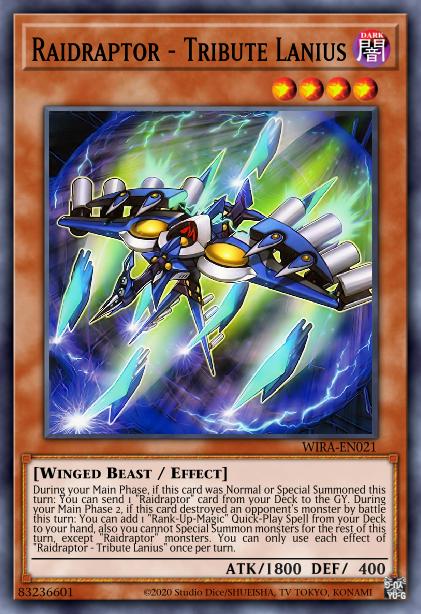 RAIDRAPTOR - TRIBUTE LANIUS
DARK
闇
WIRA-EN021
[WINGED BEAST / EFFECT]
During your Main Phase, if this card was Normal or Special Summoned this
turn: You can send 1 "Raidraptor" card from your Deck to the GY. During
your Main Phase 2, if this card destroyed an opponent's monster by battle
this turn: You can add 1 "Rank-Up-Magic" Quick-Play Spell from your Deck
to your hand, also you cannot Special Summon monsters for the rest of this
turn, except "Raidraptor" monsters. You can only use each effect of
"Raidraptor - Tribute Lanius" once per turn.
ATK/1800 DEF/ 400
83236601
©2020 Studio Dice/SHUEISHA, TV TOKYO, KONAMI